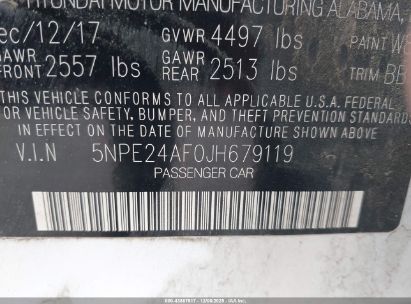 HYUNDAI MOTOR MANUFACTURING ALABAMA,
ec/12/17 GVWR 4497 lbs PAINT
GAWR FRONT 2557 lbs GAWR REAR 2513 lbs TRIM
THIS VEHICLE CONFORMS TO ALL APPLICABLE U.S.A FEDERAL
VEHICLE SAFETY, BUMPER, AND THEFT PREVENTION STANDARDS
IN EFFECT ON THE DATE OF MANUFACTURE SHOWN ABOVE.
V.I.N 5NPE24AF0JH679119
PASSENGER CAR